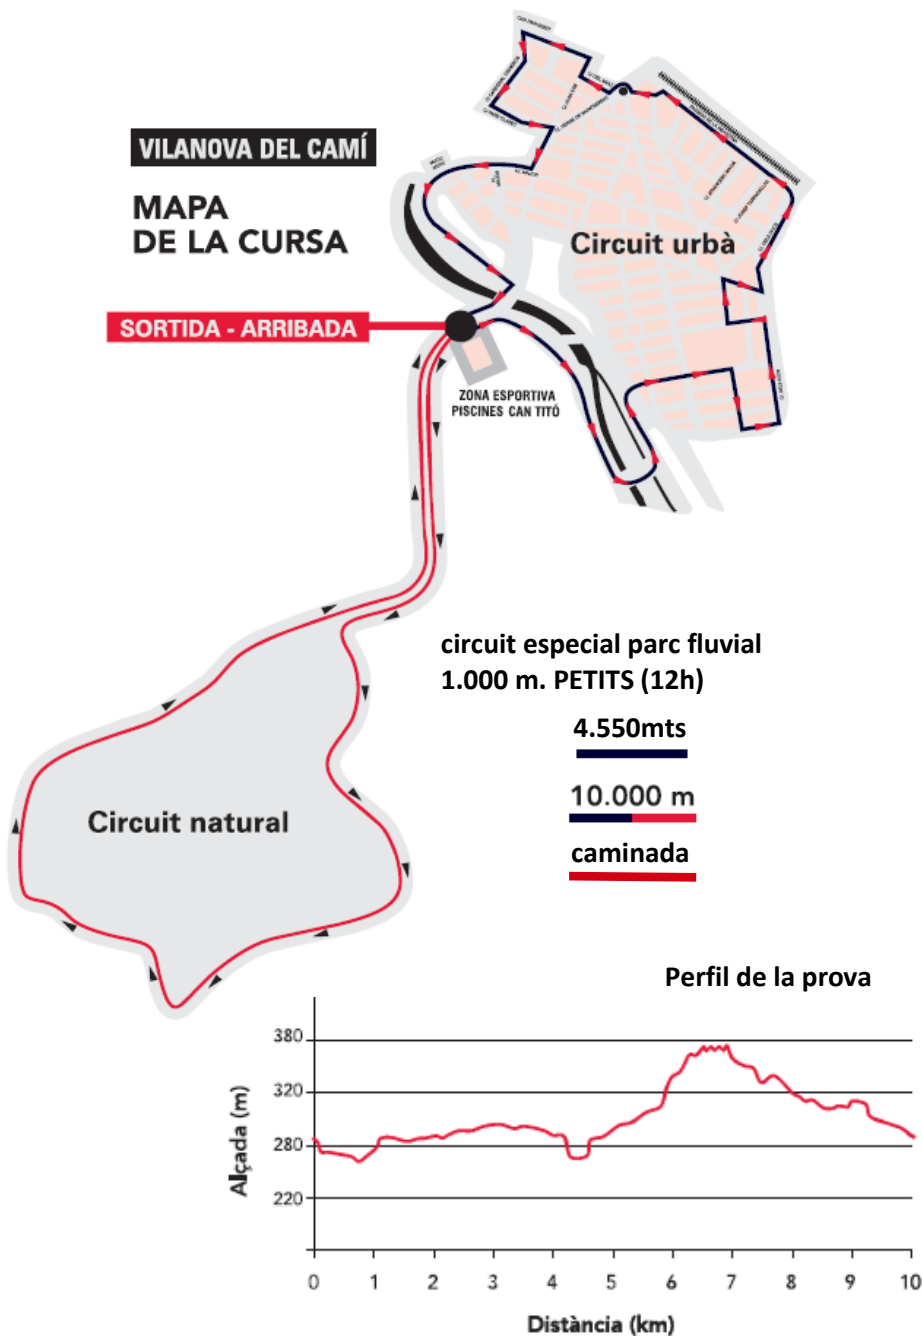 VILANOVA DEL CAMÍ
MAPA
DE LA CURSA
Circuit urbà
SORTIDA - ARRIBADA
ZONA ESPORTIVA
PISCINES CAN TITÓ
circuit especial parc fluvial
1.000 m. PETITS (12h)
4.550mts
10.000 m
caminada
Circuit natural
Perfil de la prova
Alçada (m)
380
320
280
220
0 1 2 3 4 5 6 7 8 9 10
Distància (km)